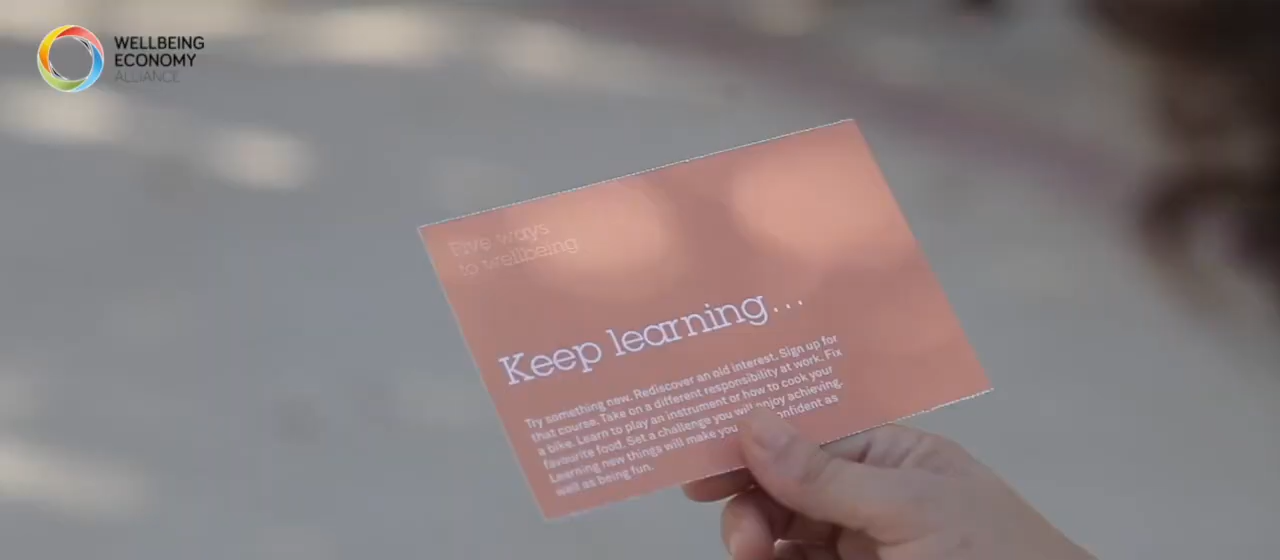 WELLBEING
ECONOMY
ALLIANCE
Five ways
to wellbeing
Keep learning...
Try something new. Rediscover an old interest. Sign up for
that course. Take on a different responsibility at work. Fix
a bike. Learn to play an instrument or how to cook your
favourite food. Set a challenge you will enjoy achieving.
Learning new things will make you as
well as being fun.